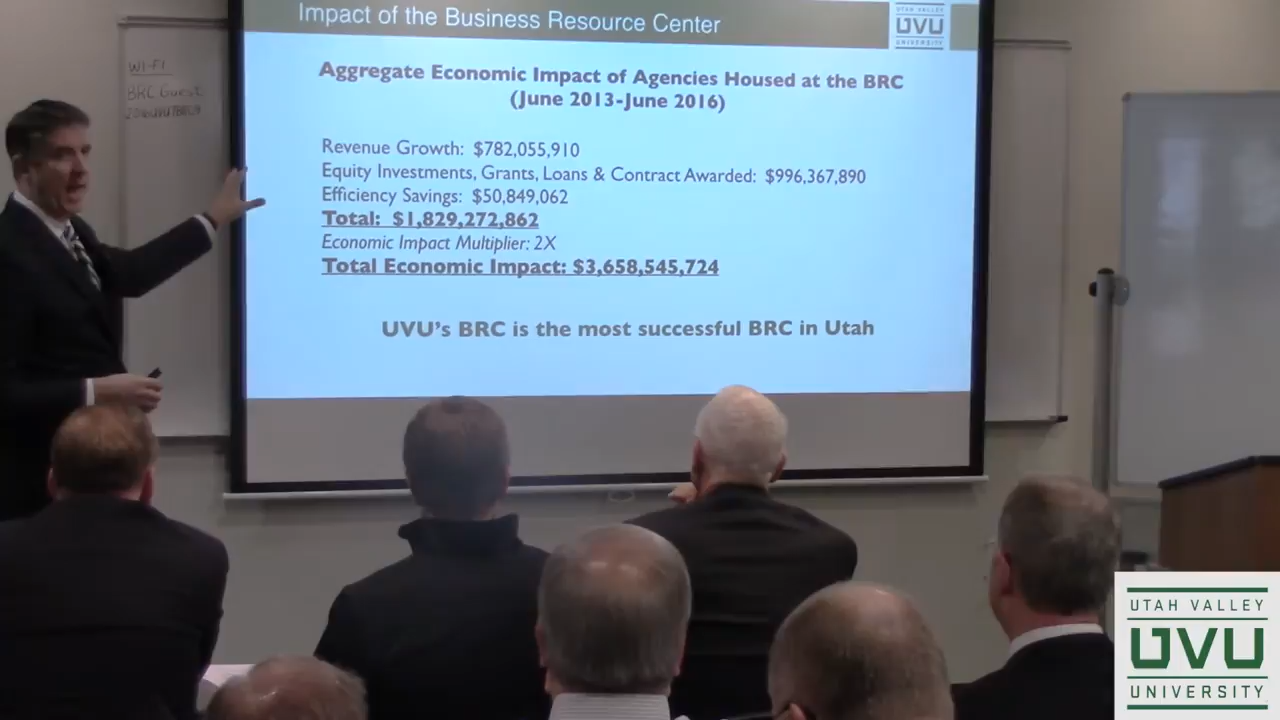 Impact of the Business Resource Center
UTAH VALLEY
UVU
UNIVERSITY
WI-FI
BRC Guest
Aggregate Economic Impact of Agencies Housed at the BRC
(June 2013-June 2016)
Revenue Growth: $782,055,910
Equity Investments, Grants, Loans & Contract Awarded: $996,367,890
Efficiency Savings: $50,849,062
Total: $1,829,272,862
Economic Impact Multiplier: 2X
Total Economic Impact: $3,658,545,724
UVU's BRC is the most successful BRC in Utah
UTAH VALLEY
UVU
UNIVERSITY